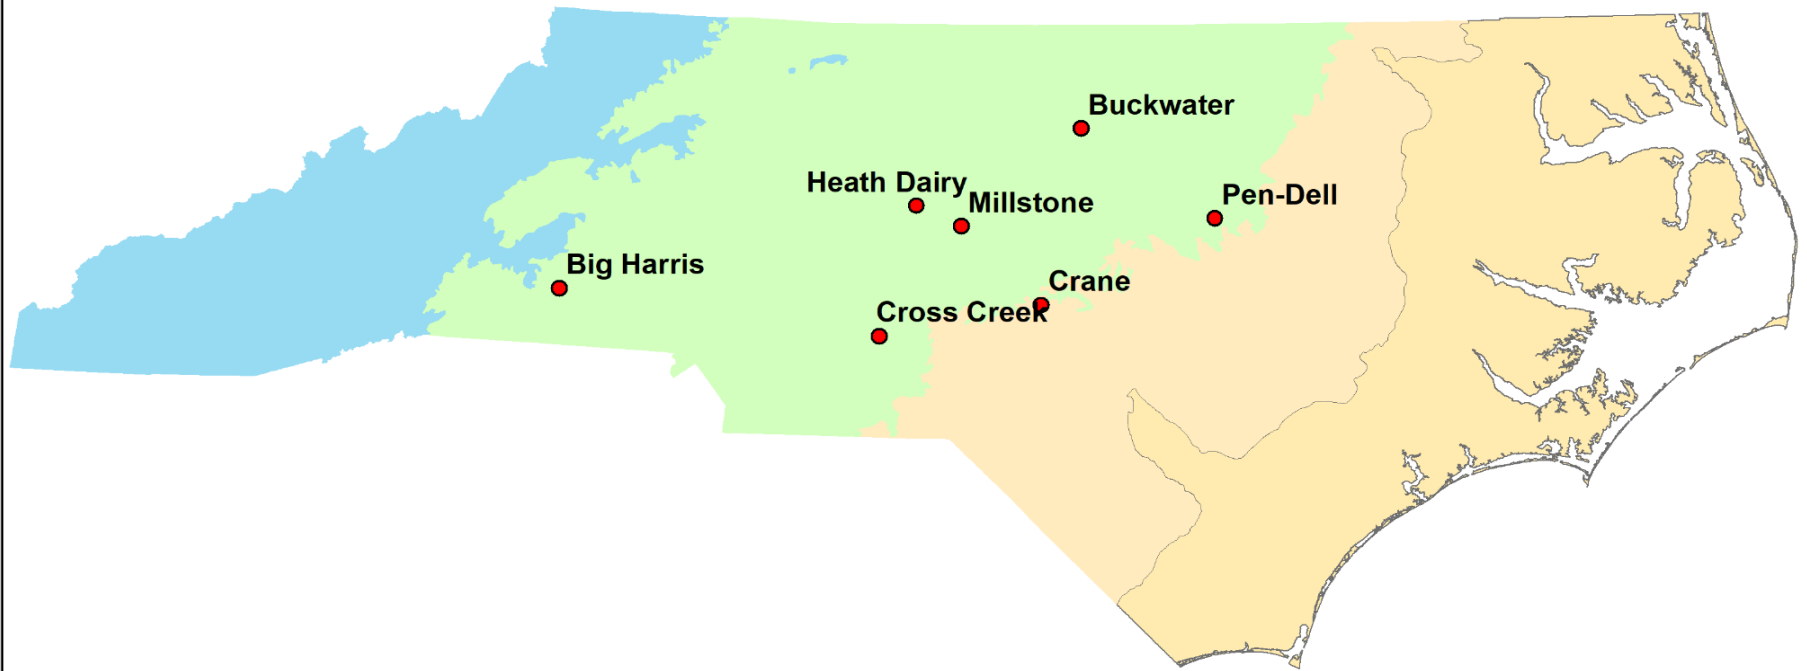 Buckwater
Heath Dairy
Millstone
Pen-Dell
Big Harris
Crane
Cross Creek